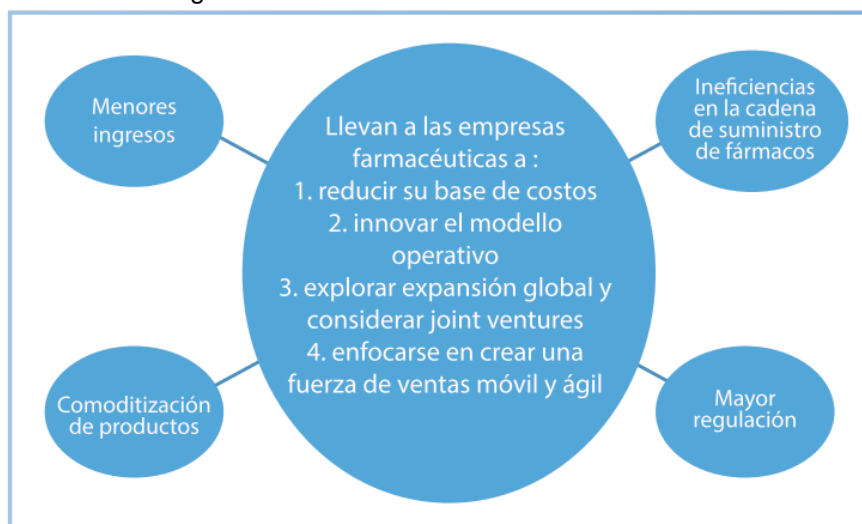 Menores
ingresos
Ineficiencias
en la cadena
de suministro
de fármacos
Llevan a las empresas
farmacéuticas a :
1. reducir su base de costos
2. innovar el modello
operativo
3. explorar expansión global y
considerar joint ventures
4. enfocarse en crear una
fuerza de ventas móvil y ágil
Comoditización
de productos
Mayor
regulación